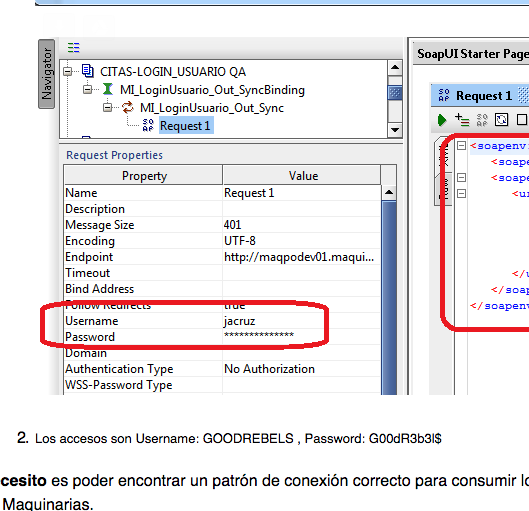 Navigator
CITAS-LOGIN_USUARIO QA
MI_LoginUsuario_Out_SyncBinding
MI_LoginUsuario_Out_Sync
Request 1
Request Properties
Property Value
Name Request 1
Description
Message Size 401
Encoding UTF-8
Endpoint http://maqpodev01.maqui...
Timeout
Bind Address
Follow Redirects true
Username jacruz
Password **************
Domain
Authentication Type No Authorization
WSS-Password Type
SoapUI Starter Page
Request 1
<soapenv
<soape
<soape
<ur
</u
</soap
</soapenv
2. Los accesos son Username: GOODREBELS , Password: G00dR3b3l$
cesito es poder encontrar un patrón de conexión correcto para consumir lo
Maquinarias.